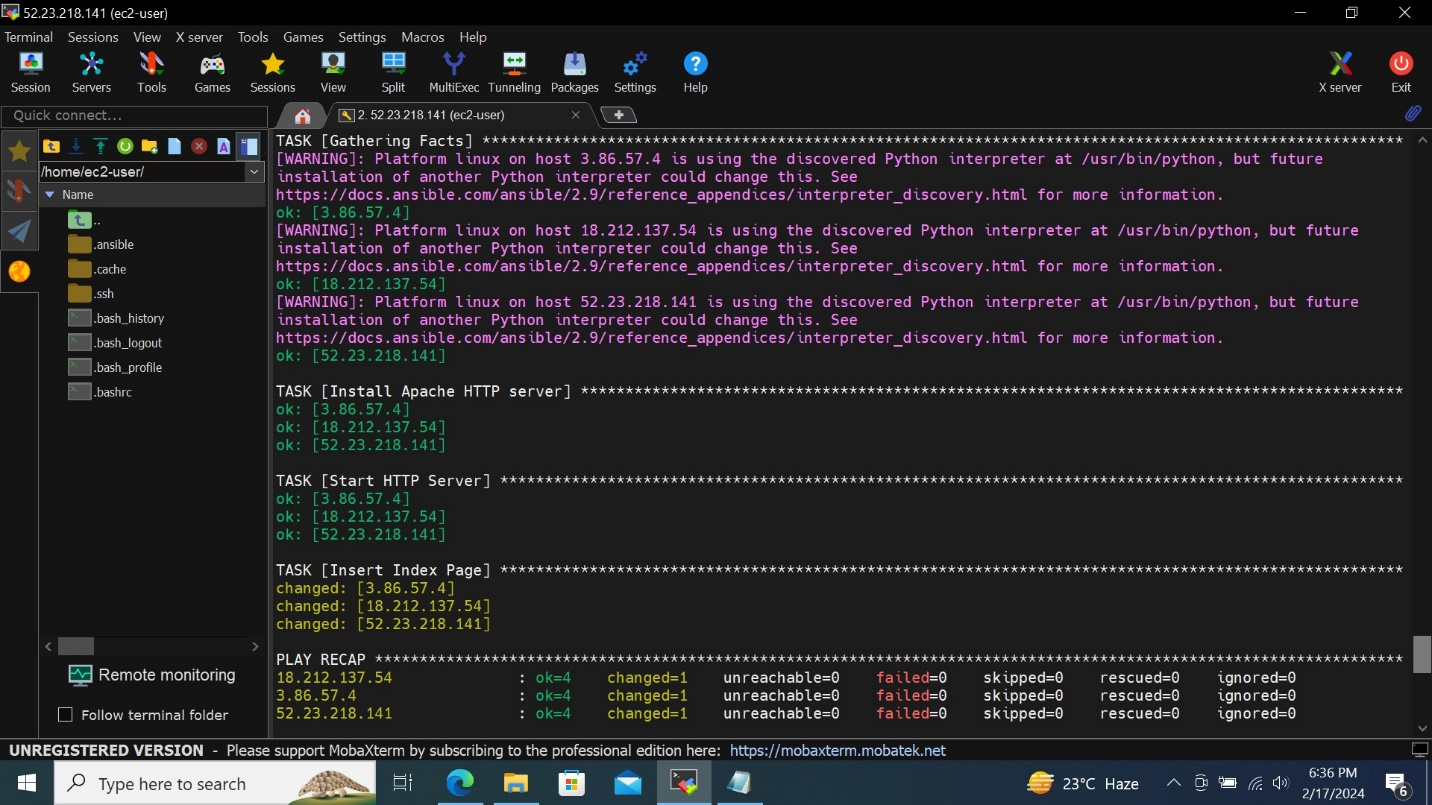 52.23.218.141 (ec2-user)
Terminal Sessions View X server Tools Games Settings Macros Help
Session Servers Tools Games Sessions View Split MultiExec Tunneling Packages Settings Help X server Exit
Quick connect...
2. 52.23.218.141 (ec2-user)
/home/ec2-user/
Name
..
.ansible
.cache
.ssh
.bash_history
.bash_logout
.bash_profile
.bashrc
Remote monitoring
Follow terminal folder
TASK [Gathering Facts] *******************************************************************************************************
[WARNING]: Platform linux on host 3.86.57.4 is using the discovered Python interpreter at /usr/bin/python, but future
installation of another Python interpreter could change this. See
https://docs.ansible.com/ansible/2.9/reference_appendices/interpreter_discovery.html for more information.
ok: [3.86.57.4]
[WARNING]: Platform linux on host 18.212.137.54 is using the discovered Python interpreter at /usr/bin/python, but future
installation of another Python interpreter could change this. See
https://docs.ansible.com/ansible/2.9/reference_appendices/interpreter_discovery.html for more information.
ok: [18.212.137.54]
[WARNING]: Platform linux on host 52.23.218.141 is using the discovered Python interpreter at /usr/bin/python, but future
installation of another Python interpreter could change this. See
https://docs.ansible.com/ansible/2.9/reference_appendices/interpreter_discovery.html for more information.
ok: [52.23.218.141]
TASK [Install Apache HTTP server] ********************************************************************************************
ok: [3.86.57.4]
ok: [18.212.137.54]
ok: [52.23.218.141]
TASK [Start HTTP Server] *****************************************************************************************************
ok: [3.86.57.4]
ok: [18.212.137.54]
ok: [52.23.218.141]
TASK [Insert Index Page] *****************************************************************************************************
changed: [3.86.57.4]
changed: [18.212.137.54]
changed: [52.23.218.141]
PLAY RECAP *******************************************************************************************************************
18.212.137.54 : ok=4 changed=1 unreachable=0 failed=0 skipped=0 rescued=0 ignored=0
3.86.57.4 : ok=4 changed=1 unreachable=0 failed=0 skipped=0 rescued=0 ignored=0
52.23.218.141 : ok=4 changed=1 unreachable=0 failed=0 skipped=0 rescued=0 ignored=0
UNREGISTERED VERSION - Please support MobaXterm by subscribing to the professional edition here: https://mobaxterm.mobatek.net
Type here to search
23°C Haze
6:36 PM
2/17/2024
6